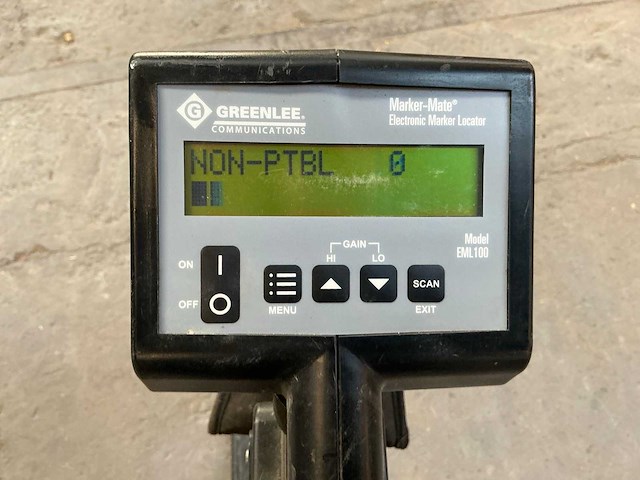 G GREENLEE®
COMMUNICATIONS
Marker-Mate®
Electronic Marker Locator
NON-PTBL 0
Model
EML100
GAIN
HI LO
ON
OFF
SCAN
MENU
EXIT